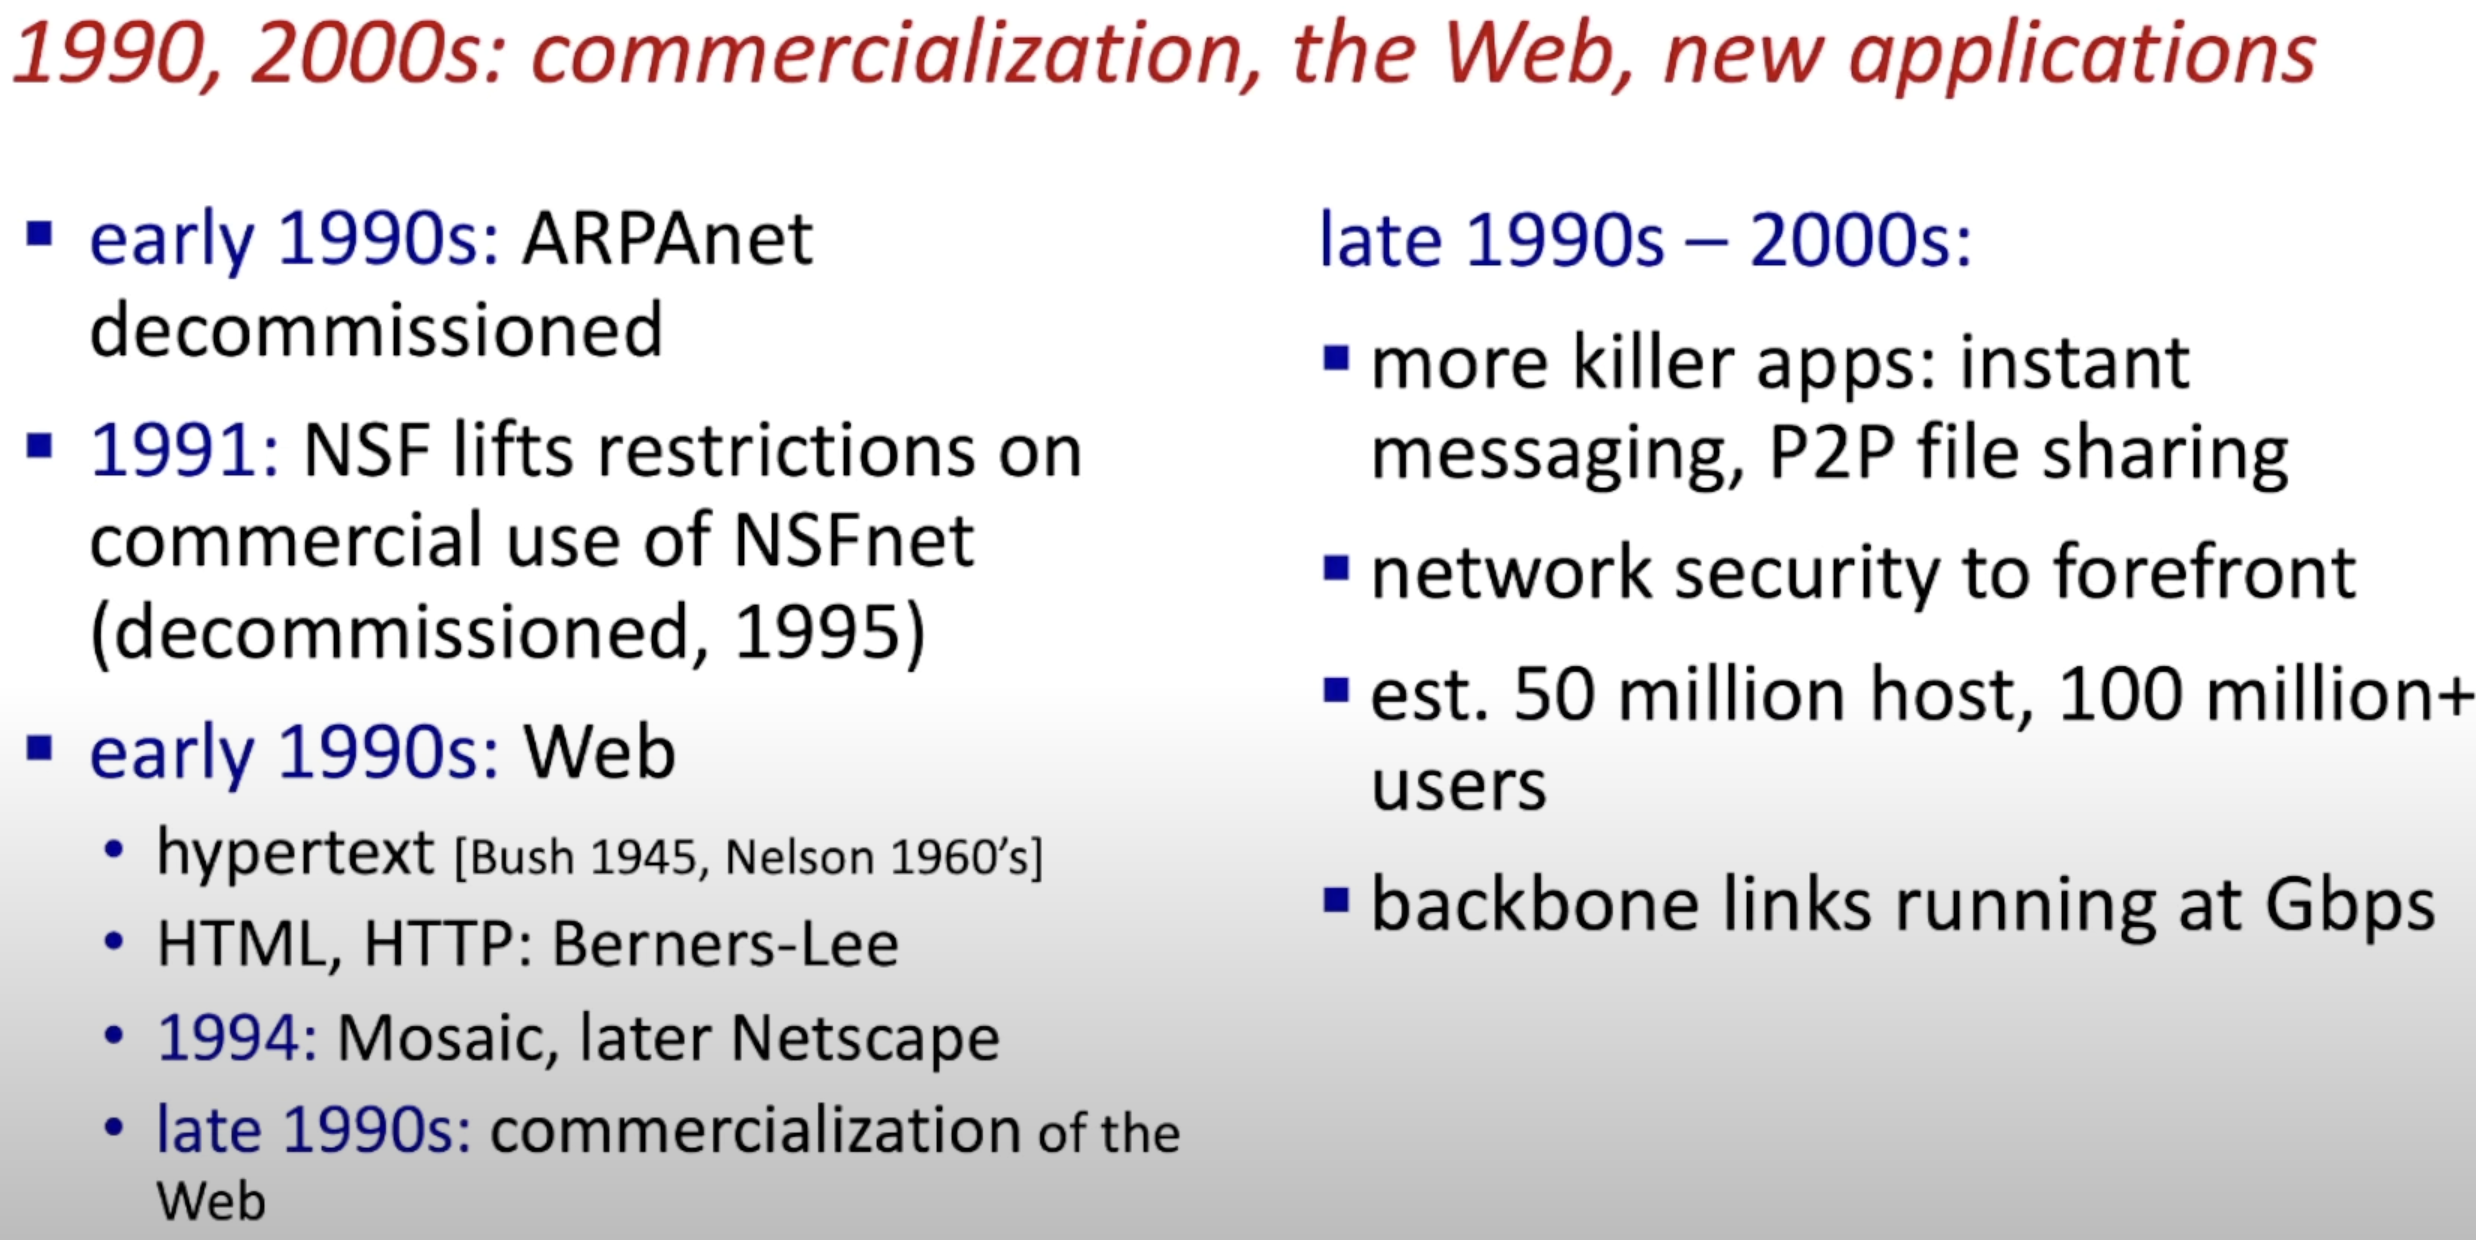 1990, 2000s: commercialization, the Web, new applications
▪ early 1990s: ARPAnet
decommissioned
▪ 1991: NSF lifts restrictions on
commercial use of NSFnet
(decommissioned, 1995)
▪ early 1990s: Web
• hypertext [Bush 1945, Nelson 1960’s]
• HTML, HTTP: Berners-Lee
• 1994: Mosaic, later Netscape
• late 1990s: commercialization of the
Web
late 1990s – 2000s:
▪ more killer apps: instant
messaging, P2P file sharing
▪ network security to forefront
▪ est. 50 million host, 100 million+
users
▪ backbone links running at Gbps